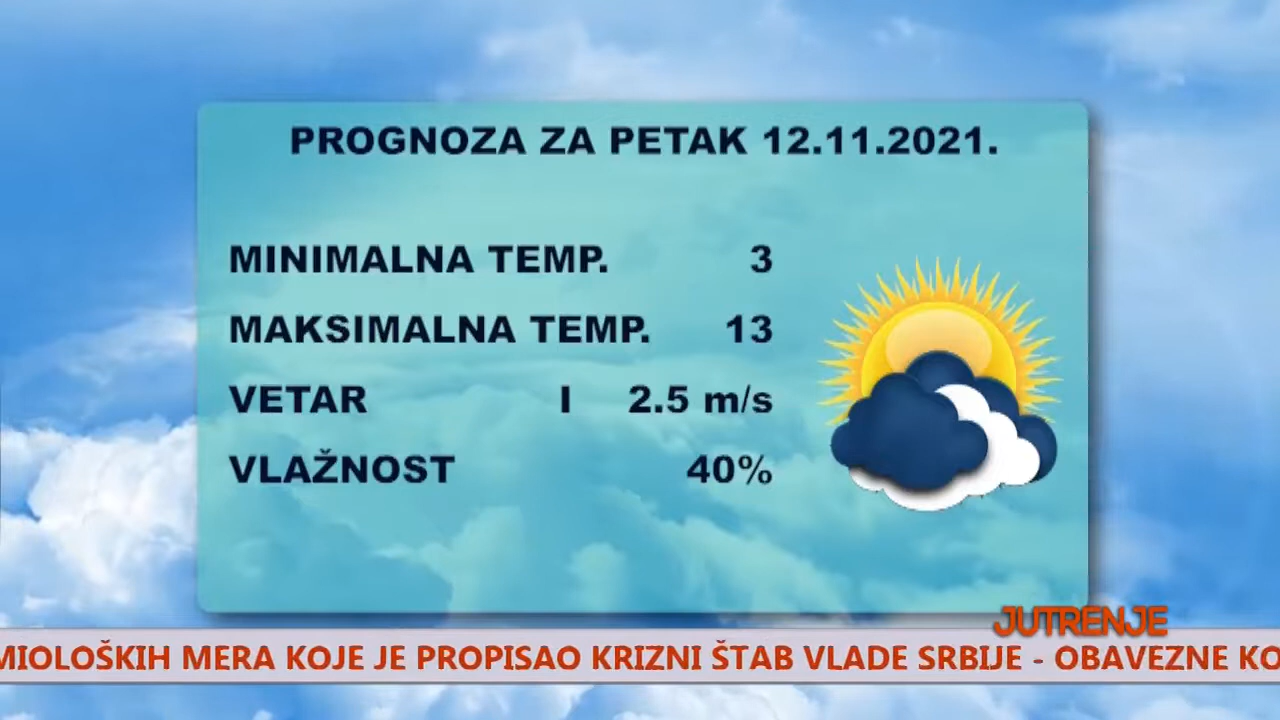 PROGNOZA ZA PETAK 12.11.2021.
MINIMALNA TEMP. 3
MAKSIMALNA TEMP. 13
VETAR I 2.5 m/s
VLAŽNOST 40%
JUTRENJE
MIOLOŠKIH MERA KOJE JE PROPISAO KRIZNI ŠTAB VLADE SRBIJE - OBAVEZNE KO